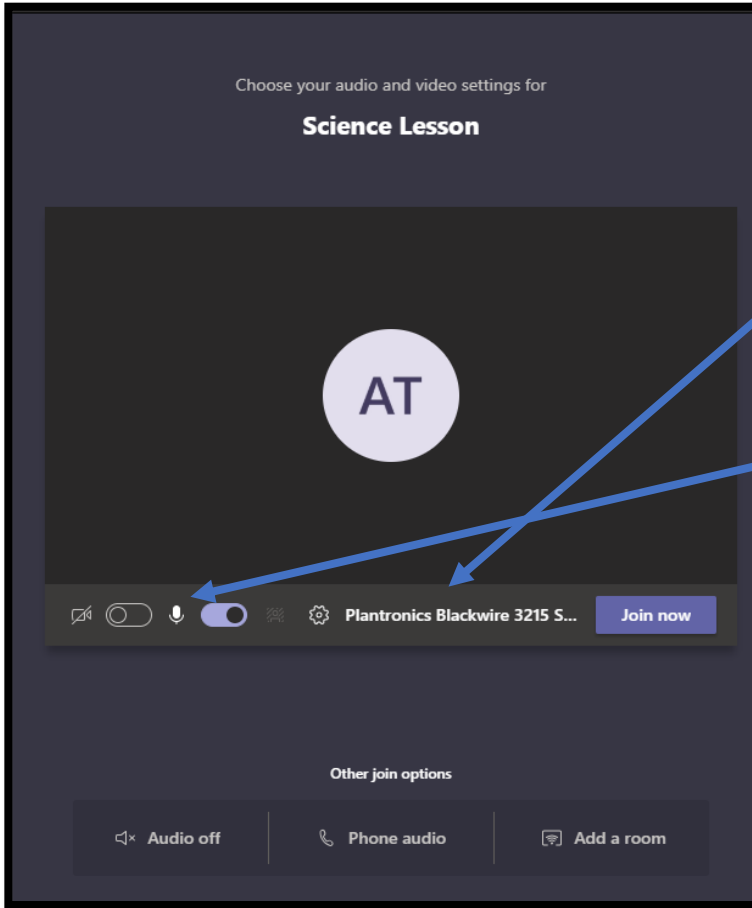 Choose your audio and video settings for
Science Lesson
AT
Plantronics Blackwire 3215 S... Join now
Other join options
Audio off Phone audio Add a room